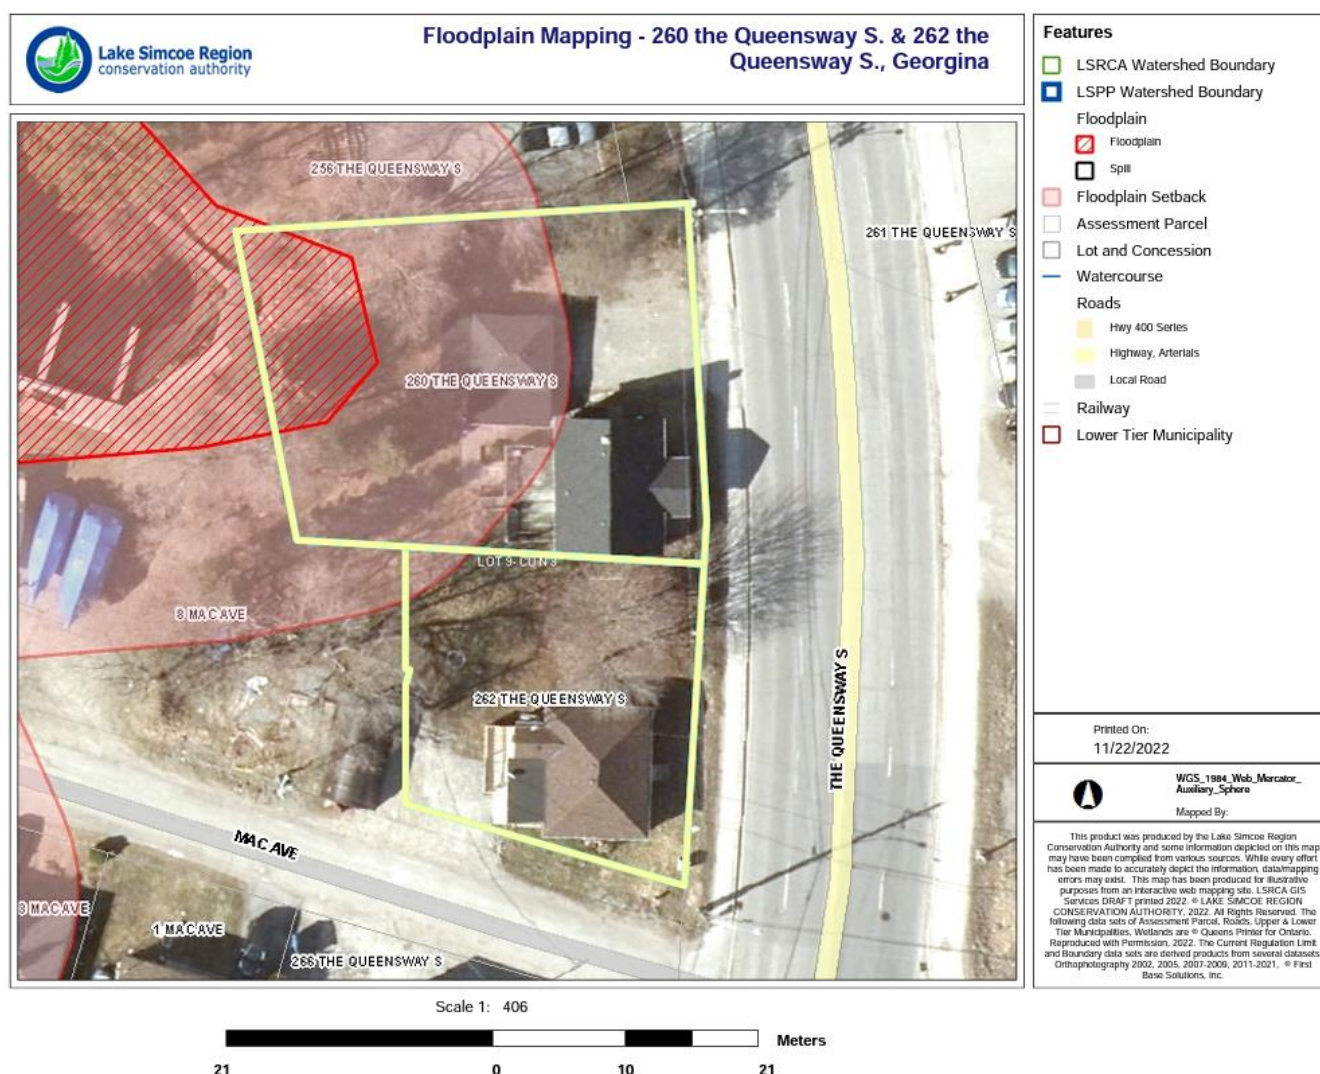 Lake Simcoe Region
conservation authority
Floodplain Mapping - 260 the Queensway S. & 262 the
Queensway S., Georgina
256 THE QUEENSWAY S
261 THE QUEENSWAY S
260 THE QUEENSWAY S
LOT 9-CON 3
8 MAC AVE
262 THE QUEENSWAY S
THE QUEENSWAY S
MAC AVE
3 MAC AVE
1 MAC AVE
266 THE QUEENSWAY S
Features
LSRCA Watershed Boundary
LSPP Watershed Boundary
Floodplain
Floodplain
Spill
Floodplain Setback
Assessment Parcel
Lot and Concession
Watercourse
Roads
Hwy 400 Series
Highway, Arterials
Local Road
Railway
Lower Tier Municipality
Printed On:
11/22/2022
WGS_1984_Web_Mercator_
Auxiliary_Sphere
Mapped By:
This product was produced by the Lake Simcoe Region
Conservation Authority and some information depicted on this map
may have been compiled from various sources. While every effort
has been made to accurately depict the information, data/mapping
errors may exist. This map has been produced for illustrative
purposes from an interactive web mapping site. LSRCA GIS
Services DRAFT printed 2022. © LAKE SIMCOE REGION
CONSERVATION AUTHORITY, 2022. All Rights Reserved. The
following data sets of Assessment Parcel, Roads, Upper & Lower
Tier Municipalities, Wetlands are © Queens Printer for Ontario.
Reproduced with Permission, 2022. The Current Regulation Limit
and Boundary data sets are derived products from several datasets.
Orthophotography 2002, 2005, 2007-2009, 2011-2021, © First
Base Solutions, Inc.
Scale 1: 406
Meters
21 0 10 21